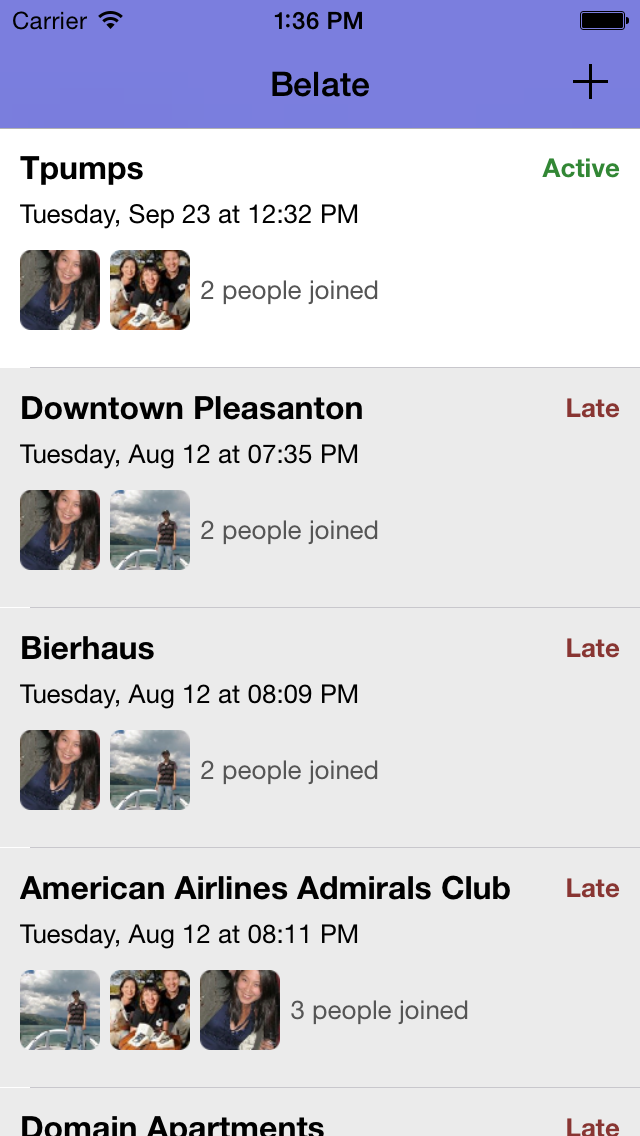 Carrier 1:36 PM
Belate
Tpumps Active
Tuesday, Sep 23 at 12:32 PM
2 people joined
Downtown Pleasanton Late
Tuesday, Aug 12 at 07:35 PM
2 people joined
Bierhaus Late
Tuesday, Aug 12 at 08:09 PM
2 people joined
American Airlines Admirals Club Late
Tuesday, Aug 12 at 08:11 PM
3 people joined
Domain Apartments Late